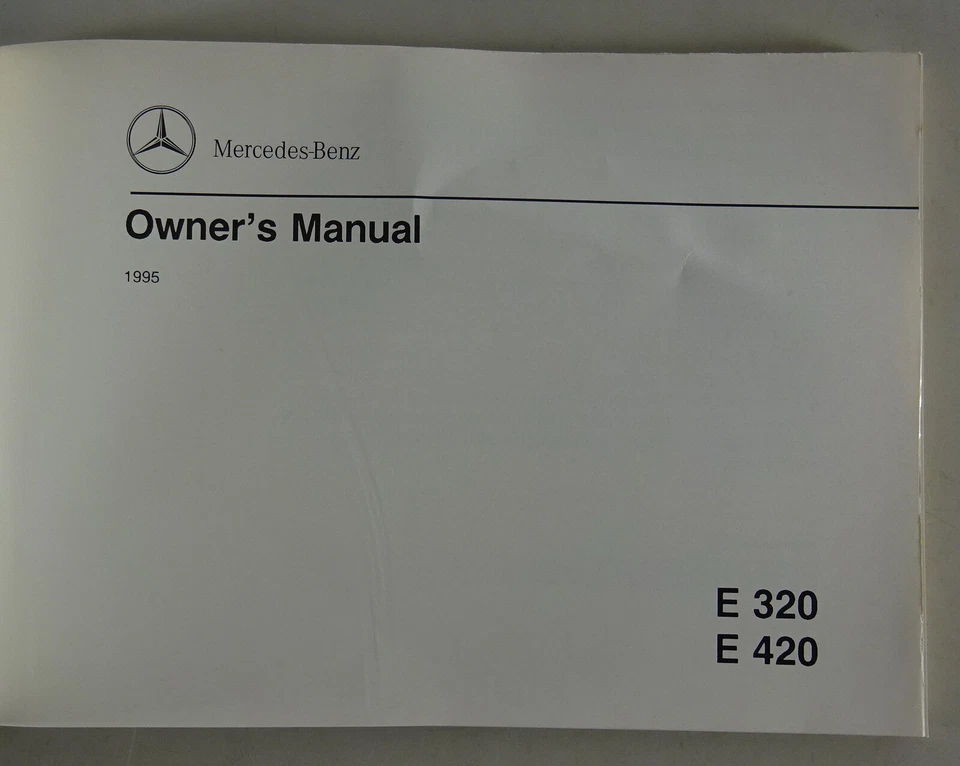 Mercedes-Benz
Owner's Manual
1995
E 320
E 420